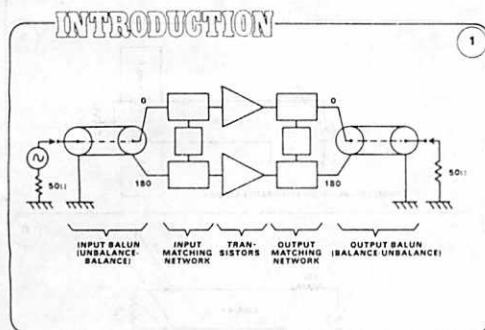 INTRODUCTION
1
0
0
50Ω
180
180
50Ω
INPUT BALUN
(UNBALANCE-
BALANCE)
INPUT
MATCHING
NETWORK
TRAN-
SISTORS
OUTPUT
MATCHING
NETWORK
OUTPUT BALUN
(BALANCE-UNBALANCE)